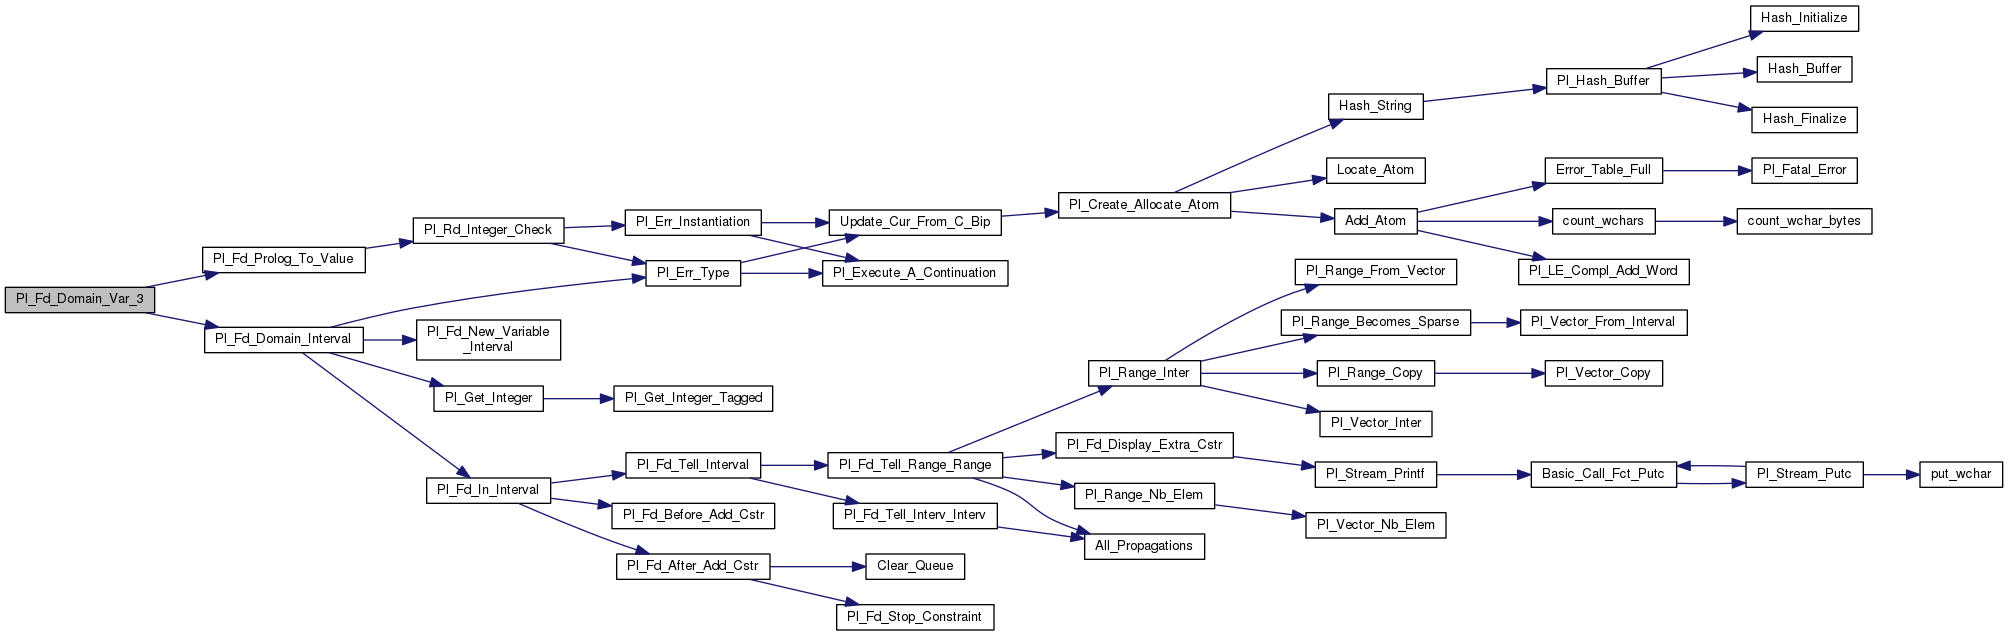 Hash_Initialize
Pl_Hash_Buffer
Hash_Buffer
Hash_String
Hash_Finalize
Locate_Atom
Error_Table_Full
Pl_Fatal_Error
Pl_Create_Allocate_Atom
Add_Atom
count_wchars
count_wchar_bytes
Pl_LE_Compl_Add_Word
Pl_Rd_Integer_Check
Pl_Err_Instantiation
Update_Cur_From_C_Bip
Pl_Fd_Prolog_To_Value
Pl_Err_Type
Pl_Execute_A_Continuation
Pl_Fd_Domain_Var_3
Pl_Fd_Domain_Interval
Pl_Fd_New_Variable
_Interval
Pl_Get_Integer
Pl_Get_Integer_Tagged
Pl_Range_From_Vector
Pl_Range_Becomes_Sparse
Pl_Vector_From_Interval
Pl_Range_Inter
Pl_Range_Copy
Pl_Vector_Copy
Pl_Vector_Inter
Pl_Fd_In_Interval
Pl_Fd_Tell_Interval
Pl_Fd_Tell_Range_Range
Pl_Fd_Display_Extra_Cstr
Pl_Stream_Printf
Basic_Call_Fct_Putc
Pl_Stream_Putc
put_wchar
Pl_Range_Nb_Elem
Pl_Vector_Nb_Elem
Pl_Fd_Before_Add_Cstr
Pl_Fd_Tell_Interv_Interv
All_Propagations
Pl_Fd_After_Add_Cstr
Clear_Queue
Pl_Fd_Stop_Constraint